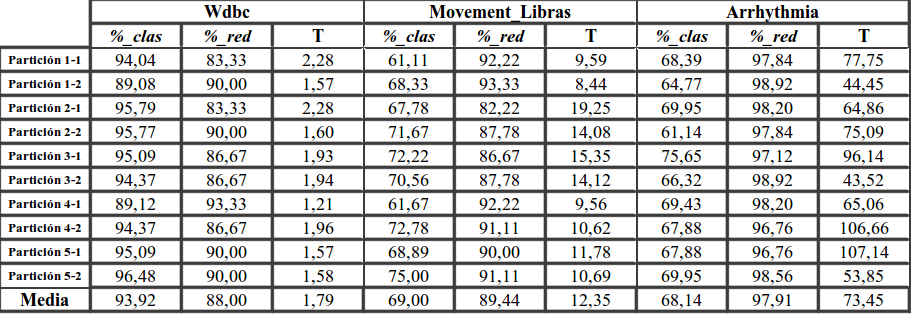 Wdbc Movement_Libras Arrhythmia
%_clas %_red T %_clas %_red T %_clas %_red T
Partición 1-1 94,04 83,33 2,28 61,11 92,22 9,59 68,39 97,84 77,75
Partición 1-2 89,08 90,00 1,57 68,33 93,33 8,44 64,77 98,92 44,45
Partición 2-1 95,79 83,33 2,28 67,78 82,22 19,25 69,95 98,20 64,86
Partición 2-2 95,77 90,00 1,60 71,67 87,78 14,08 61,14 97,84 75,09
Partición 3-1 95,09 86,67 1,93 72,22 86,67 15,35 75,65 97,12 96,14
Partición 3-2 94,37 86,67 1,94 70,56 87,78 14,12 66,32 98,92 43,52
Partición 4-1 89,12 93,33 1,21 61,67 92,22 9,56 69,43 98,20 65,06
Partición 4-2 94,37 86,67 1,96 72,78 91,11 10,62 67,88 96,76 106,66
Partición 5-1 95,09 90,00 1,57 68,89 90,00 11,78 67,88 96,76 107,14
Partición 5-2 96,48 90,00 1,58 75,00 91,11 10,69 69,95 98,56 53,85
Media 93,92 88,00 1,79 69,00 89,44 12,35 68,14 97,91 73,45